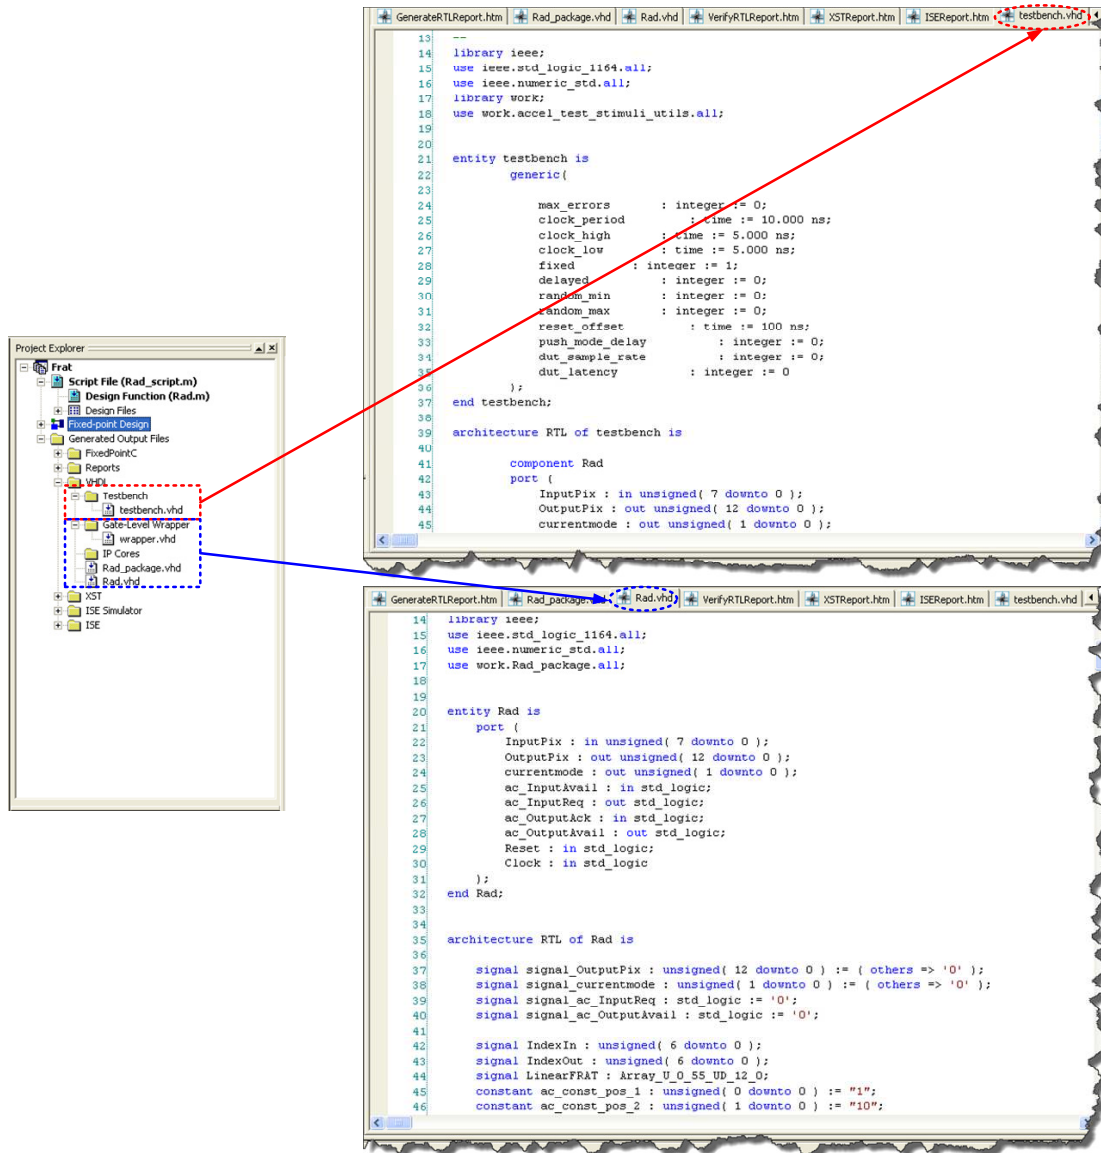 GenerateRTLReport.htm Rad_package.vhd Rad.vhd VerifyRTLReport.htm XSTReport.htm ISEReport.htm testbench.vhd
13 --
14 library ieee;
15 use ieee.std_logic_1164.all;
16 use ieee.numeric_std.all;
17 library work;
18 use work.accel_test_stimuli_utils.all;
19
20
21 entity testbench is
22 generic(
23
24 max_errors : integer := 0;
25 clock_period : time := 10.000 ns;
26 clock_high : time := 5.000 ns;
27 clock_low : time := 5.000 ns;
28 fixed : integer := 1;
29 delayed : integer := 0;
30 random_min : integer := 0;
31 random_max : integer := 0;
32 reset_offset : time := 100 ns;
33 push_mode_delay : integer := 0;
34 dut_sample_rate : integer := 0;
35 dut_latency : integer := 0
36 );
37 end testbench;
38
39 architecture RTL of testbench is
40
41 component Rad
42 port (
43 InputPix : in unsigned( 7 downto 0 );
44 OutputPix : out unsigned( 12 downto 0 );
45 currentmode : out unsigned( 1 downto 0 );
Project Explorer
Frat
Script File (Rad_script.m)
Design Function (Rad.m)
Design Files
Fixed-point Design
Generated Output Files
FixedPointC
Reports
VHDL
Testbench
testbench.vhd
Gate-Level Wrapper
wrapper.vhd
IP Cores
Rad_package.vhd
Rad.vhd
XST
ISE Simulator
ISE
GenerateRTLReport.htm Rad_package. Rad.vhd VerifyRTLReport.htm XSTReport.htm ISEReport.htm testbench.vhd
14 library ieee;
15 use ieee.std_logic_1164.all;
16 use ieee.numeric_std.all;
17 use work.Rad_package.all;
18
19
20 entity Rad is
21 port (
22 InputPix : in unsigned( 7 downto 0 );
23 OutputPix : out unsigned( 12 downto 0 );
24 currentmode : out unsigned( 1 downto 0 );
25 ac_InputAvail : in std_logic;
26 ac_InputReq : out std_logic;
27 ac_OutputAck : in std_logic;
28 ac_OutputAvail : out std_logic;
29 Reset : in std_logic;
30 Clock : in std_logic
31 );
32 end Rad;
33
34
35 architecture RTL of Rad is
36
37 signal signal_OutputPix : unsigned( 12 downto 0 ) := ( others => '0' );
38 signal signal_currentmode : unsigned( 1 downto 0 ) := ( others => '0' );
39 signal signal_ac_InputReq : std_logic := '0';
40 signal signal_ac_OutputAvail : std_logic := '0';
41
42 signal IndexIn : unsigned( 6 downto 0 );
43 signal IndexOut : unsigned( 6 downto 0 );
44 signal LinearFRAT : Array_U_0_55_UD_12_0;
45 constant ac_const_pos_1 : unsigned( 0 downto 0 ) := "1";
46 constant ac_const_pos_2 : unsigned( 1 downto 0 ) := "10";